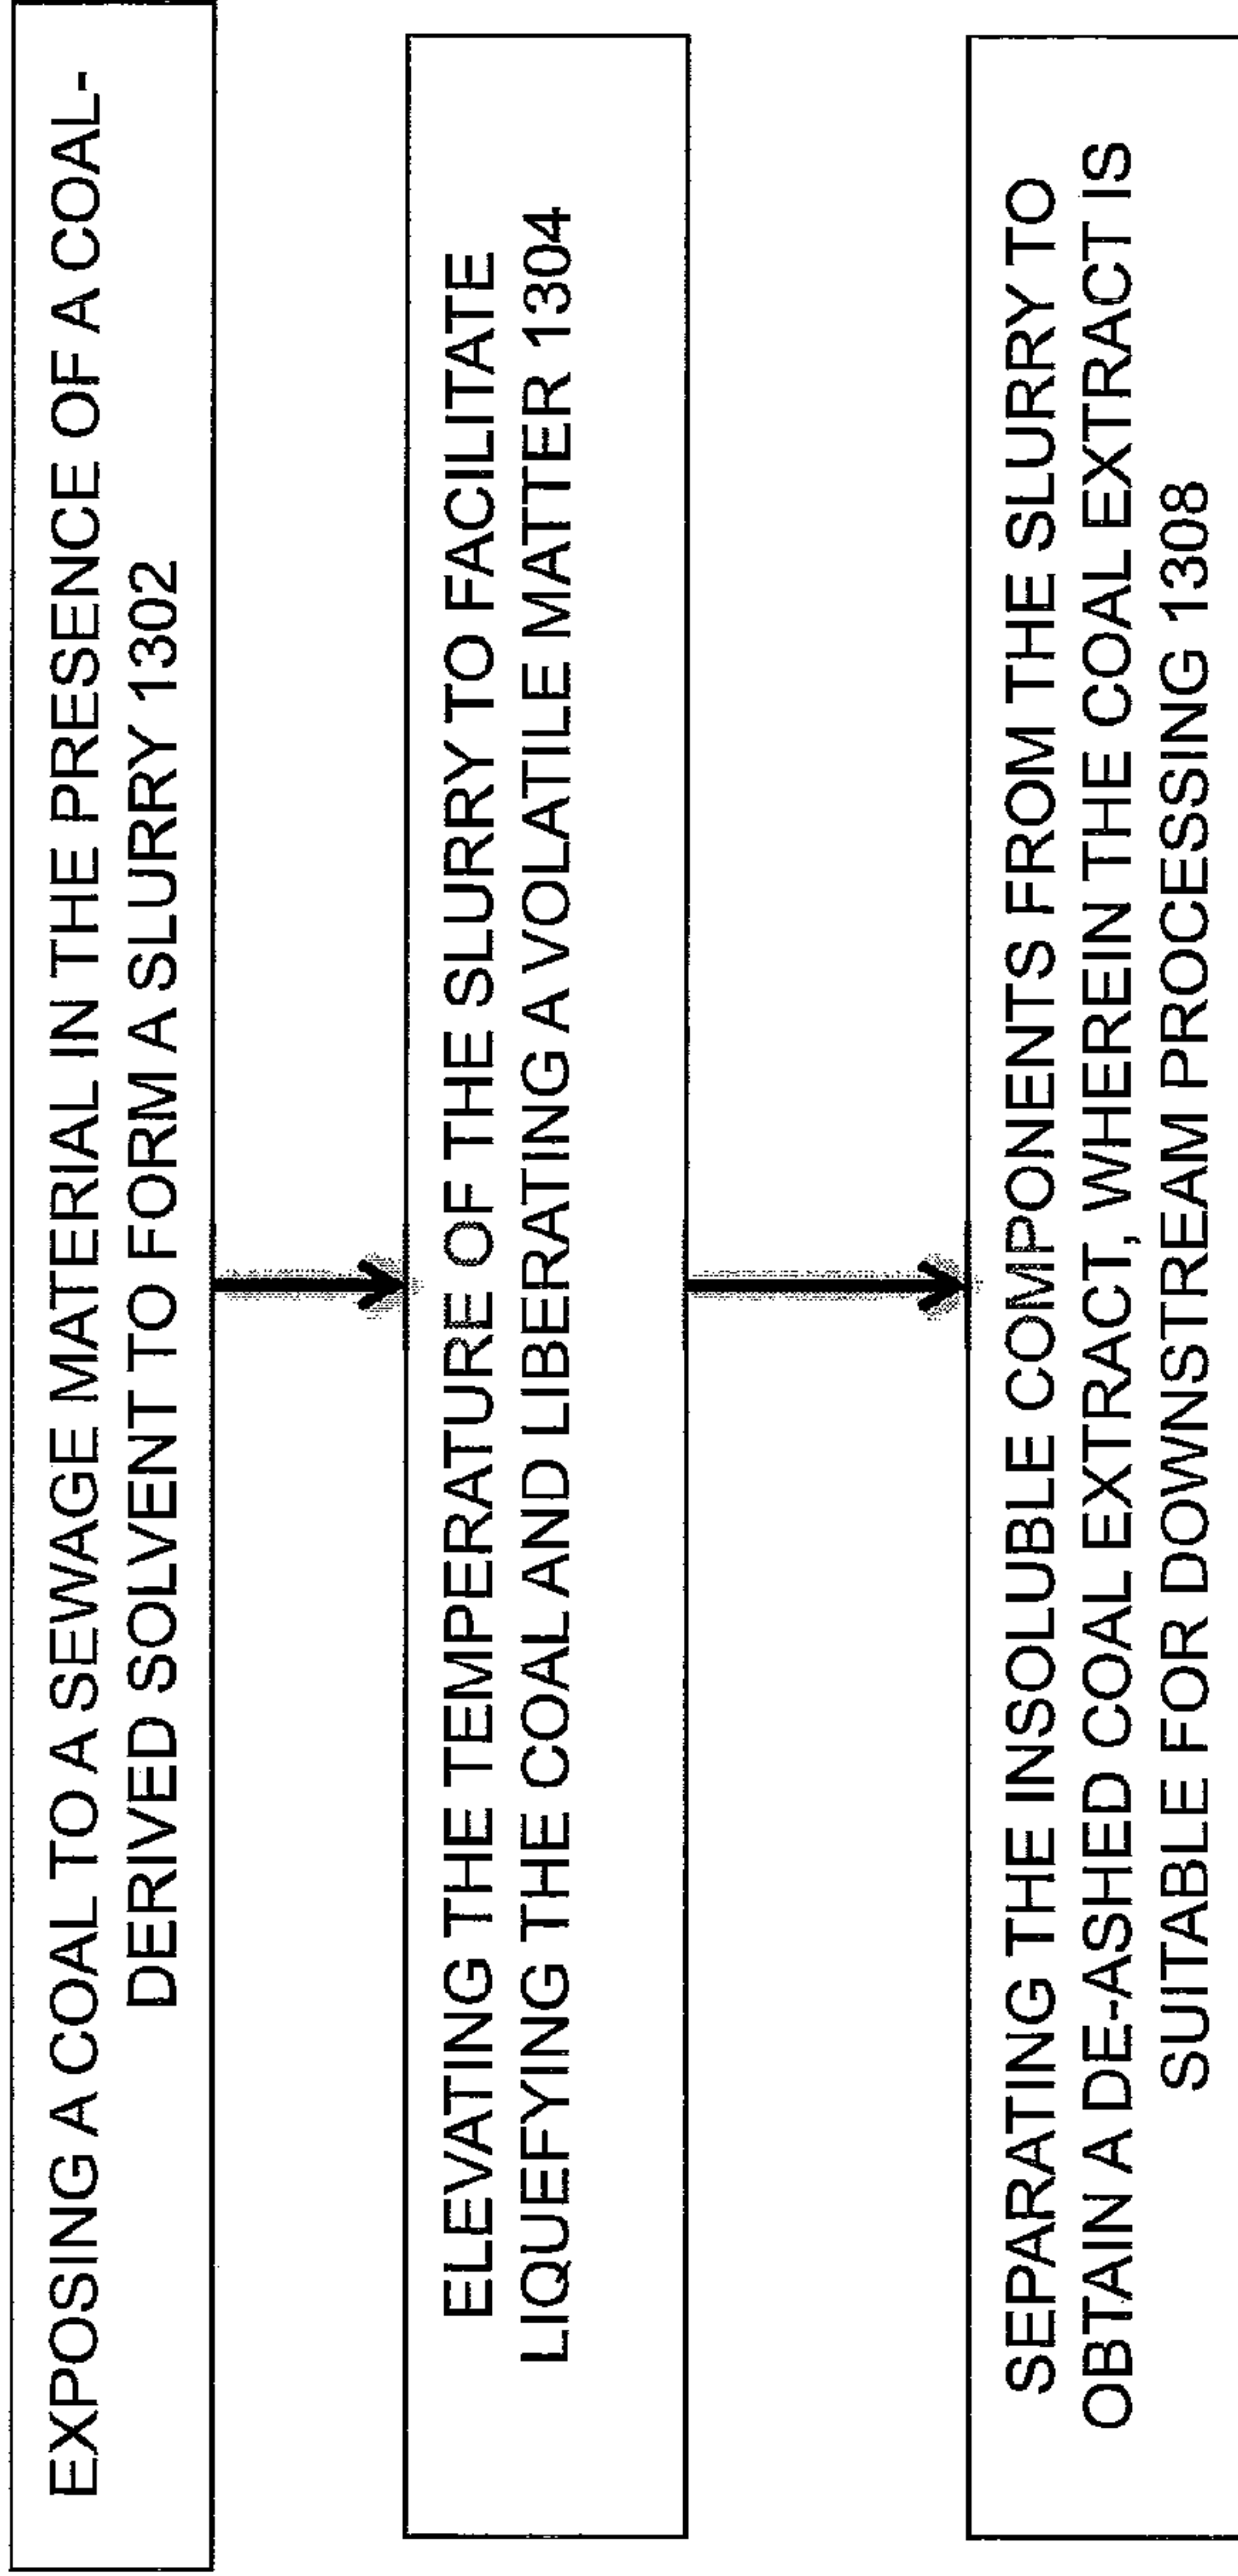 EXPOSING A COAL TO A SEWAGE MATERIAL IN THE PRESENCE OF A COAL-
DERIVED SOLVENT TO FORM A SLURRY 1302
ELEVATING THE TEMPERATURE OF THE SLURRY TO FACILITATE
LIQUEFYING THE COAL AND LIBERATING A VOLATILE MATTER 1304
SEPARATING THE INSOLUBLE COMPONENTS FROM THE SLURRY TO
OBTAIN A DE-ASHED COAL EXTRACT, WHEREIN THE COAL EXTRACT IS
SUITABLE FOR DOWNSTREAM PROCESSING 1308